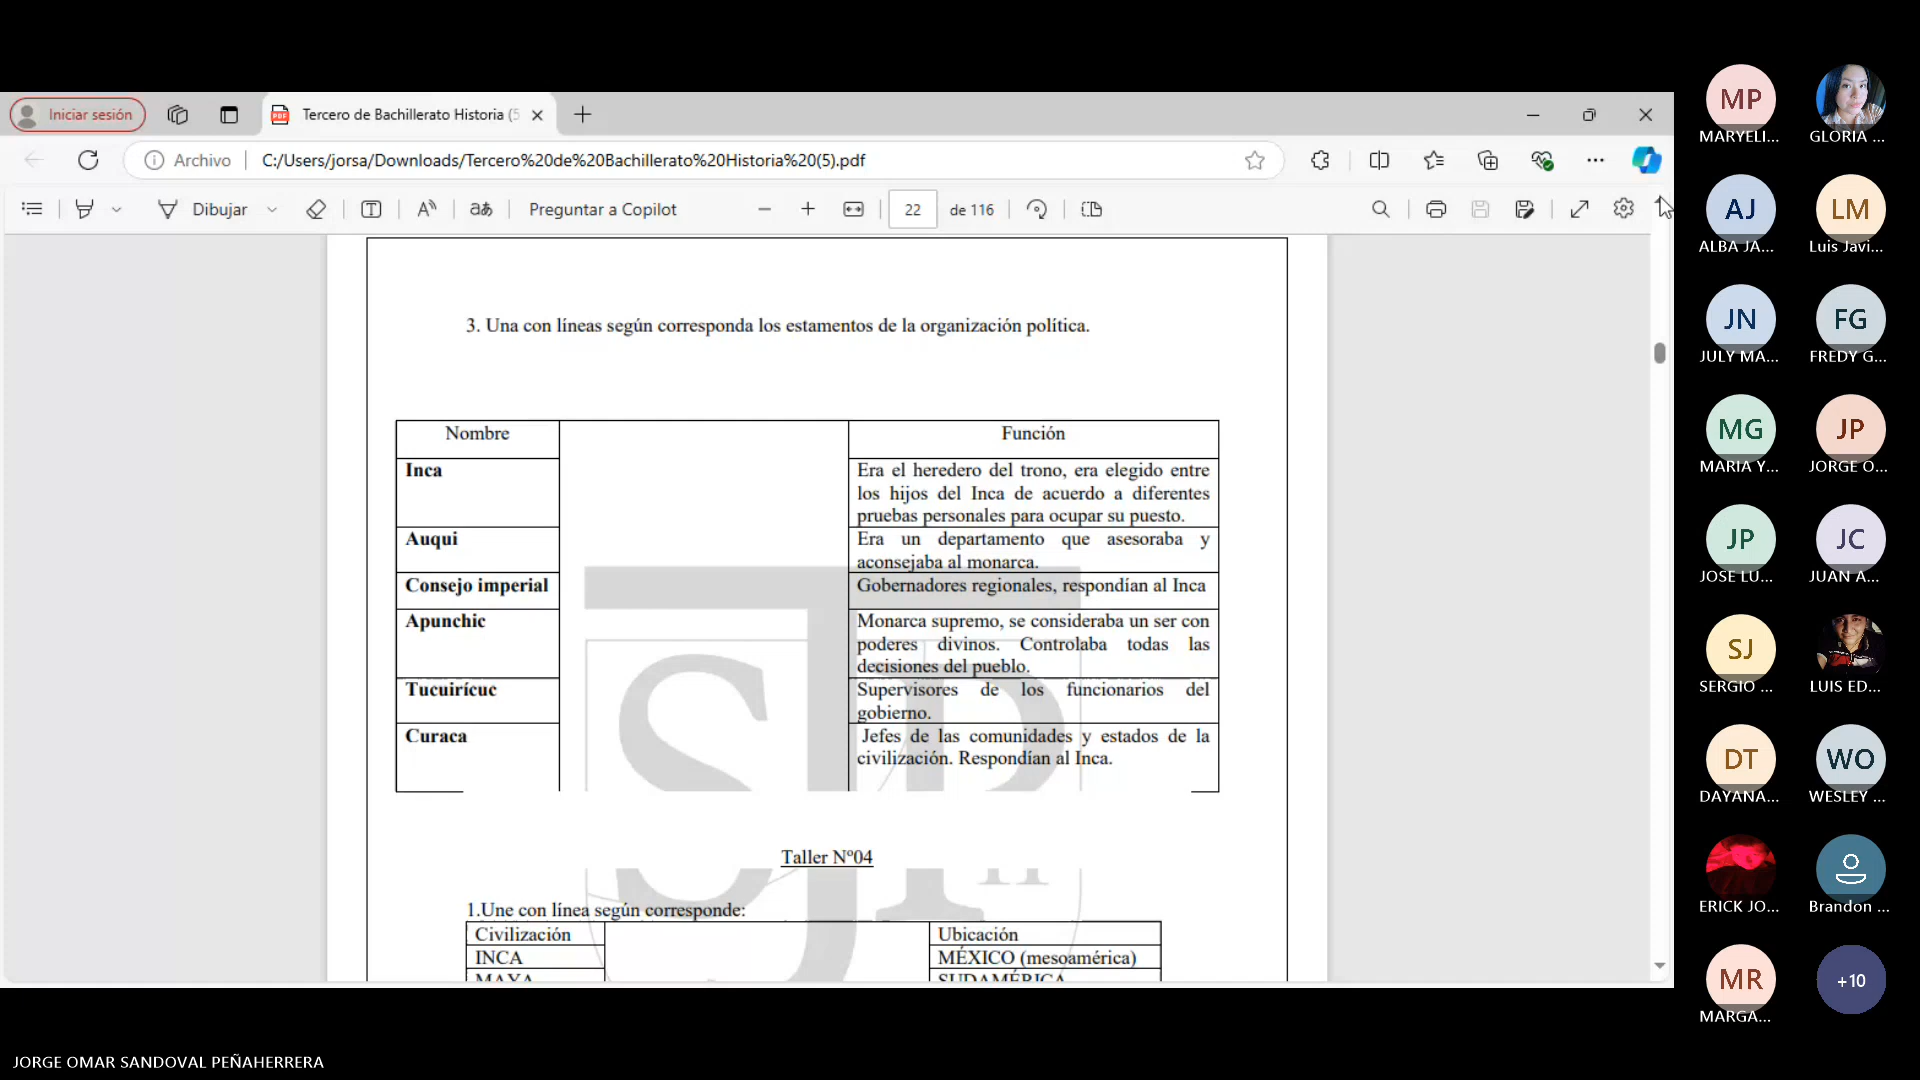 Iniciar sesión
Tercero de Bachillerato Historia (5
Archivo
C:/Users/jorsa/Downloads/Tercero%20de%20Bachillerato%20Historia%20(5).pdf
Dibujar
Preguntar a Copilot
22
de 116
3. Una con líneas según corresponda los estamentos de la organización política.
Nombre
Función
Inca
Era el heredero del trono, era elegido entre
los hijos del Inca de acuerdo a diferentes
pruebas personales para ocupar su puesto.
Auqui
Era un departamento que asesoraba y
aconsejaba al monarca.
Consejo imperial
Gobernadores regionales, respondían al Inca
Apunchic
Monarca supremo, se consideraba un ser con
poderes divinos. Controlaba todas las
decisiones del pueblo.
Tucuirícuc
Supervisores de los funcionarios del
gobierno.
Curaca
Jefes de las comunidades y estados de la
civilización. Respondían al Inca.
Taller Nº04
1.Une con línea según corresponde:
Civilización
Ubicación
INCA
MÉXICO (mesoamérica)
MAYA
SUDAMÉRICA
MP
MARYELI...
GLORIA ...
AJ
ALBA JA...
LM
Luis Javi...
JN
JULY MA...
FG
FREDY G...
MG
MARIA Y...
JP
JORGE O...
JP
JOSE LU...
JC
JUAN A...
SJ
SERGIO ...
LUIS ED...
DT
DAYANA...
WO
WESLEY ...
ERICK JO...
Brandon ...
MR
MARGA...
+10
JORGE OMAR SANDOVAL PEÑAHERRERA